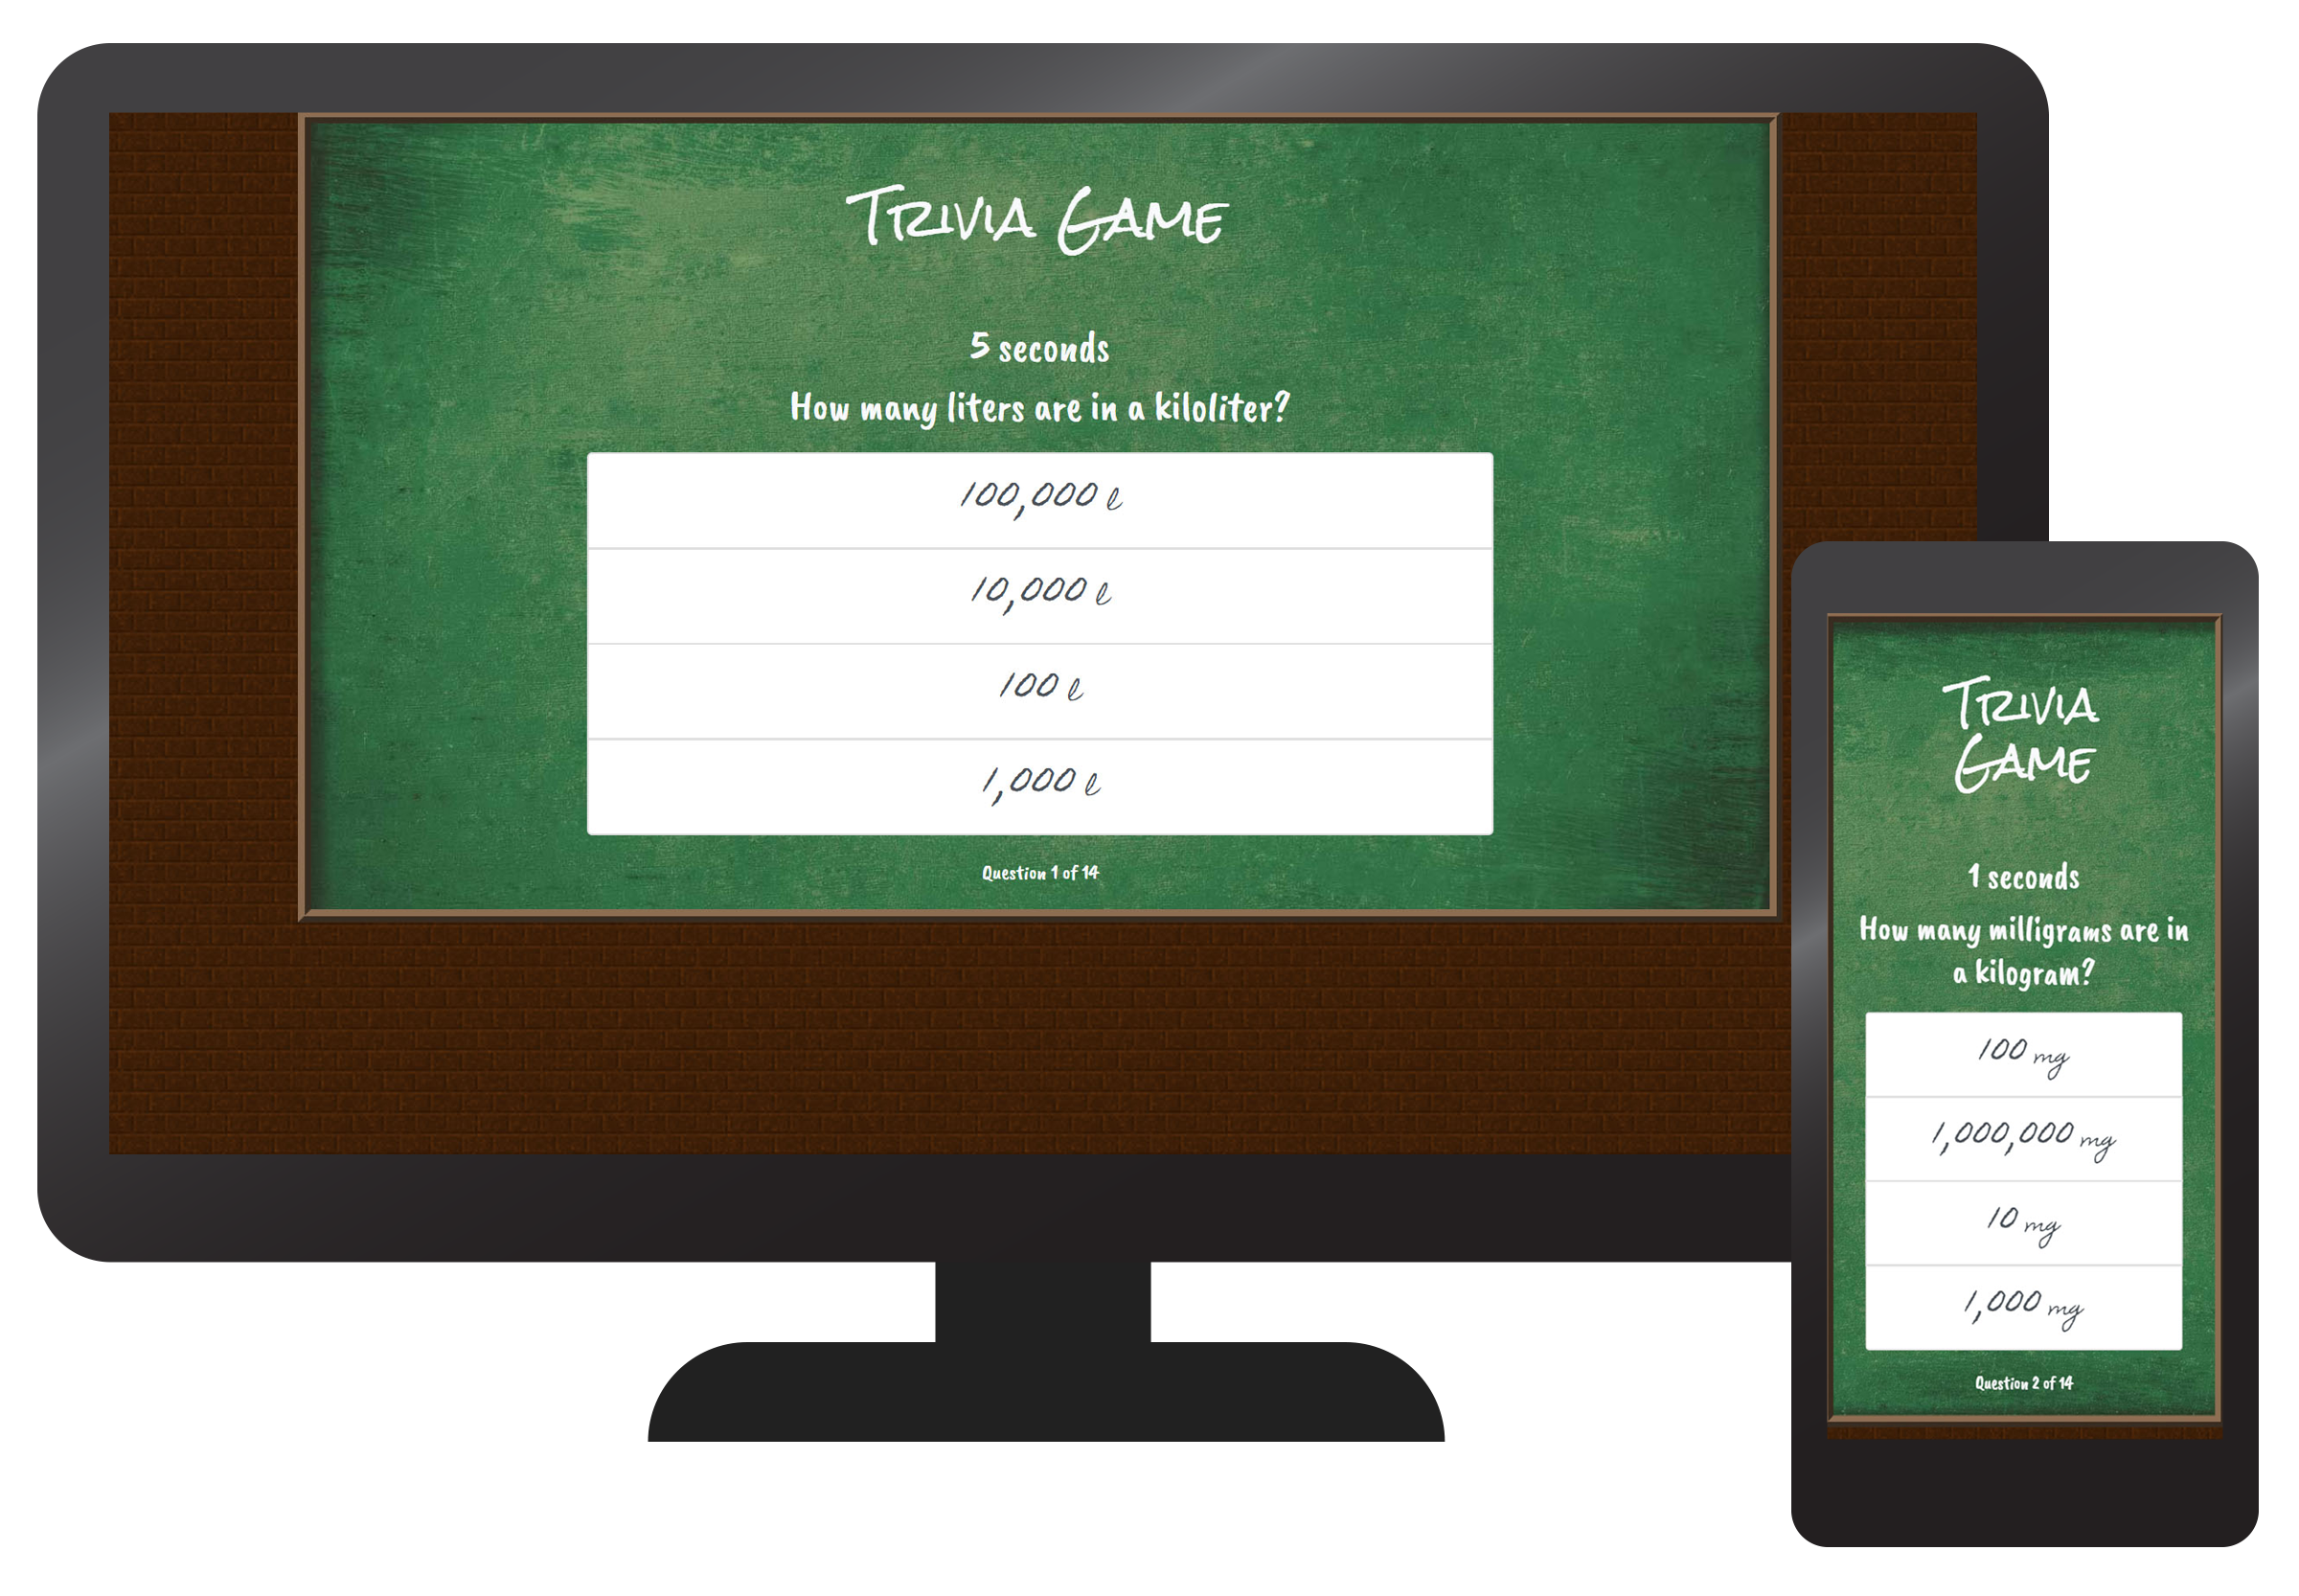 Trivia Game
5 seconds
How many liters are in a kiloliter?
100,000 l
10,000 l
100 l
1,000 l
Question 1 of 14
Trivia
Game
1 seconds
How many milligrams are in
a kilogram?
100 mg
1,000,000 mg
10 mg
1,000 mg
Question 2 of 14